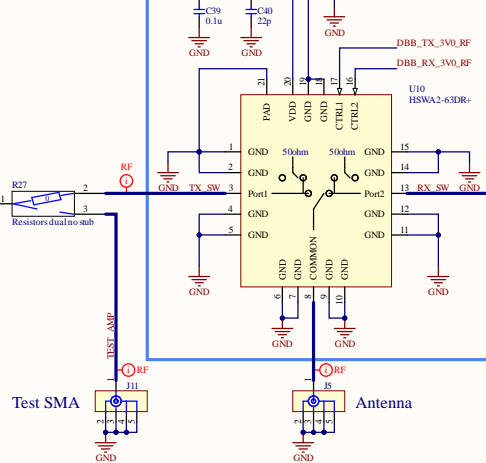 C39
0.1u
C40
22p
GND
GND
GND
DBB_TX_3V0_RF
DBB_RX_3V0_RF
21
20
19
18
17
16
U10
HSWA2-63DR+
PAD
VDD
GND
GND
CTRL1
CTRL2
1
GND
50ohm
50ohm
GND
15
2
GND
GND
14
GND
GND
RF
R27
1
0
2
3
Resistors dual no stub
TX_SW
3
Port1
Port2
13
RX_SW
4
GND
GND
12
5
GND
GND
11
GND
GND
GND
GND
COMMON
GND
GND
6
7
8
9
10
GND
GND
TEST_AMP
RF
RF
1
J11
1
J5
Test SMA
Antenna
2
3
4
5
2
3
4
5
GND
GND